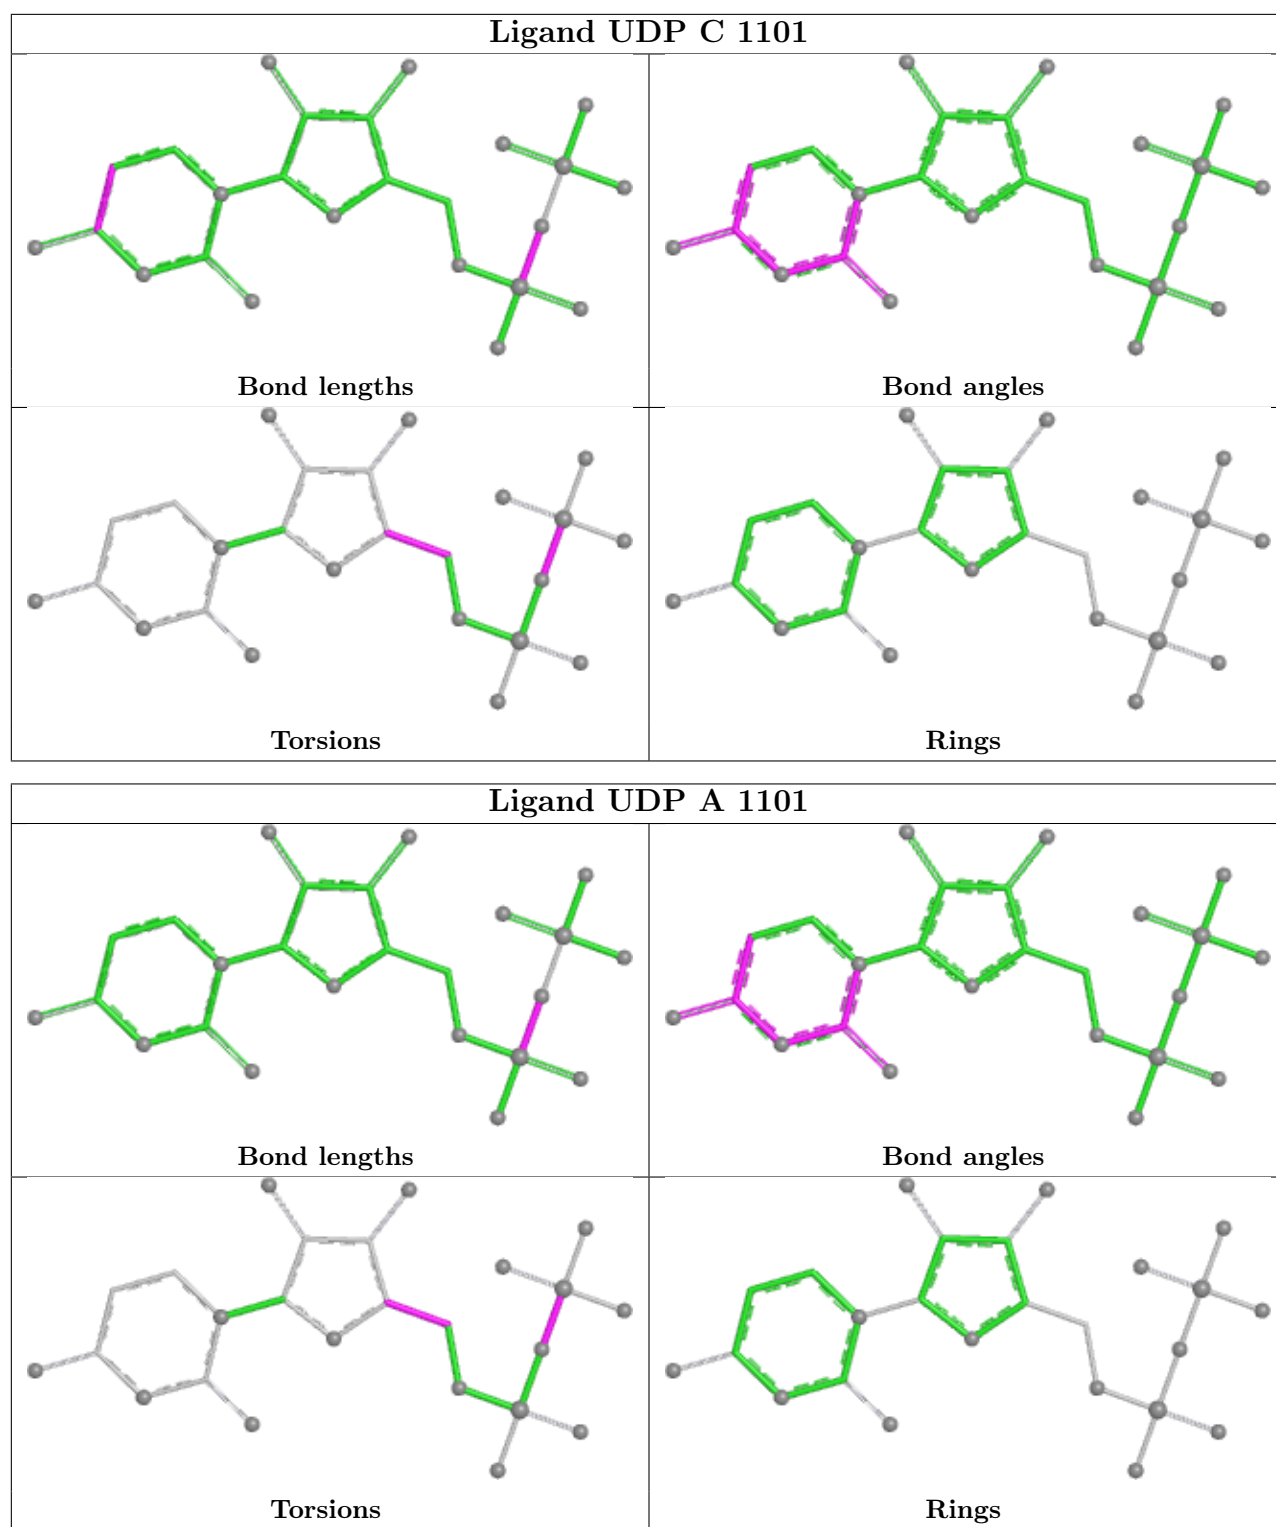 Ligand UDP C 1101
Bond lengths
Bond angles
Torsions
Rings
Ligand UDP A 1101
Bond lengths
Bond angles
Torsions
Rings